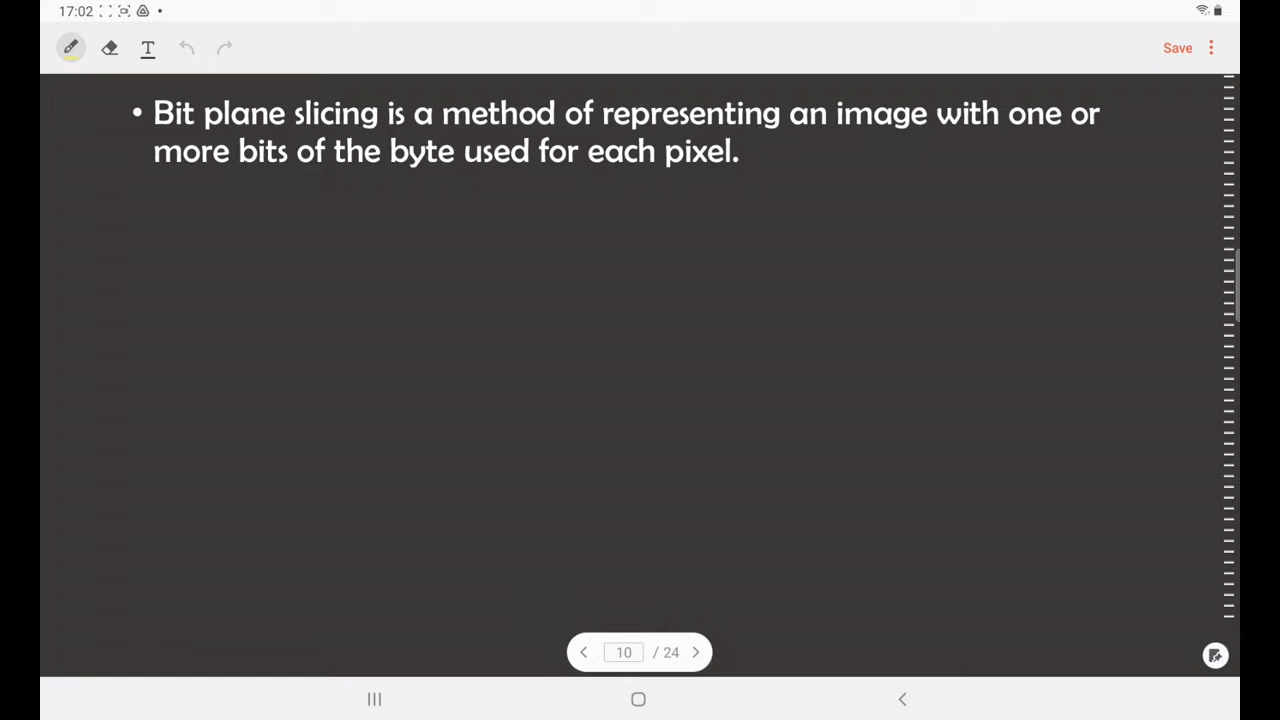 17:02
T
Save
• Bit plane slicing is a method of representing an image with one or
more bits of the byte used for each pixel.
10 / 24